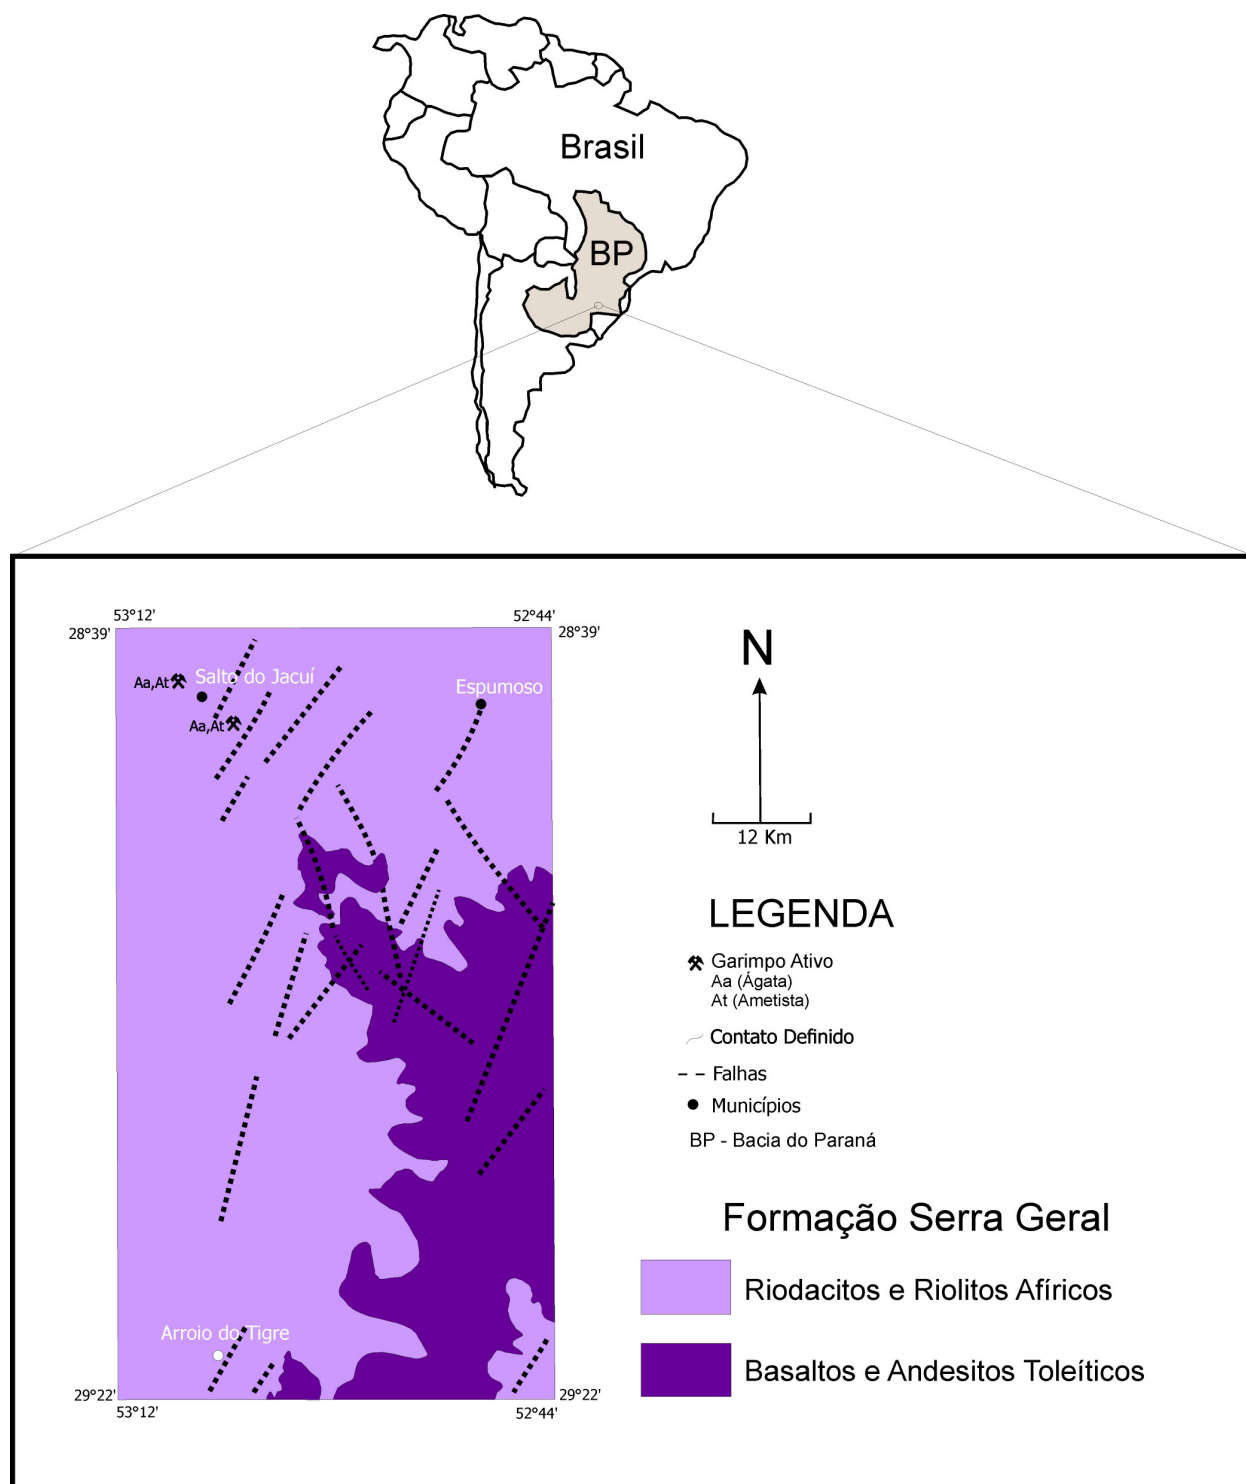 Brasil
BP
53°12'
52°44'
28°39'
28°39'
Salto do Jacuí
Aa,At
Espumoso
Aa,At
N
12 Km
LEGENDA
Garimpo Ativo
Aa (Ágata)
At (Ametista)
Contato Definido
Falhas
Municípios
BP - Bacia do Paraná
Formação Serra Geral
Riodacitos e Riolitos Afíricos
Arroio do Tigre
Basaltos e Andesitos Toleíticos
29°22'
29°22'
53°12'
52°44'